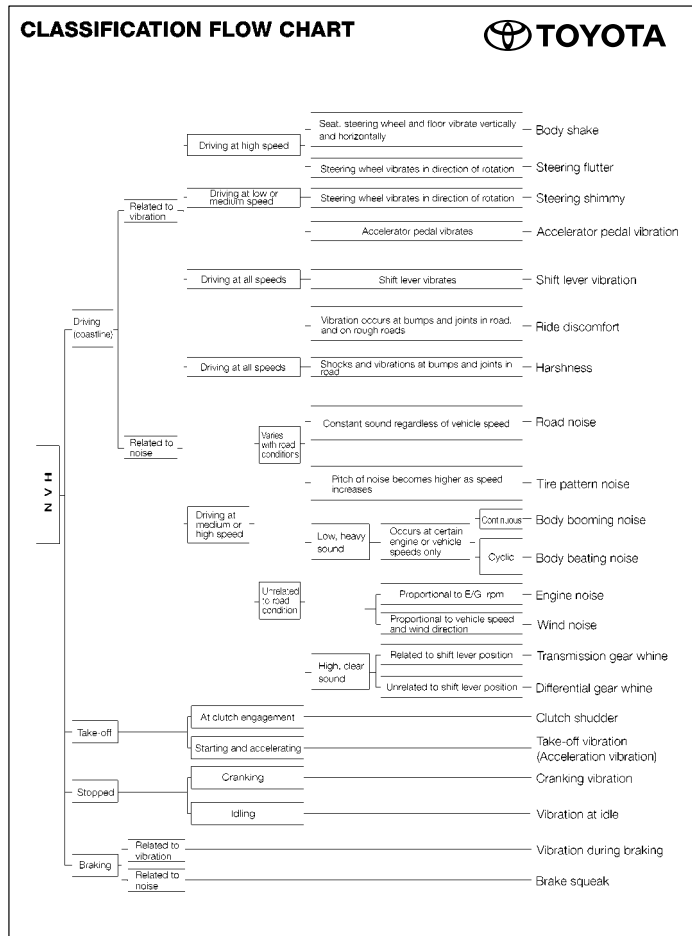 CLASSIFICATION FLOW CHART
TOYOTA
Seat, steering wheel and floor vibrate vertically
and horizontally
Body shake
Driving at high speed
Steering wheel vibrates in direction of rotation
Steering flutter
Related to
vibration
Driving at low or
medium speed
Steering wheel vibrates in direction of rotation
Steering shimmy
Accelerator pedal vibrates
Accelerator pedal vibration
Driving at all speeds
Shift lever vibrates
Shift lever vibration
Driving
(coastline)
Vibration occurs at bumps and joints in road,
and on rough roads
Ride discomfort
Driving at all speeds
Shocks and vibrations at bumps and joints in
road
Harshness
Related to
noise
Varies
with road
conditions
Constant sound regardless of vehicle speed
Road noise
NVH
Pitch of noise becomes higher as speed
increases
Tire pattern noise
Driving at
medium or
high speed
Low, heavy
sound
Occurs at certain
engine or vehicle
speeds only
Continuous
Body booming noise
Cyclic
Body beating noise
Unrelated
to road
condition
Proportional to E/G rpm
Engine noise
Proportional to vehicle speed
and wind direction
Wind noise
High, clear
sound
Related to shift lever position
Transmission gear whine
Unrelated to shift lever position
Differential gear whine
Take-off
At clutch engagement
Clutch shudder
Starting and accelerating
Take-off vibration
(Acceleration vibration)
Stopped
Cranking
Cranking vibration
Idling
Vibration at idle
Braking
Related to
vibration
Vibration during braking
Related to
noise
Brake squeak